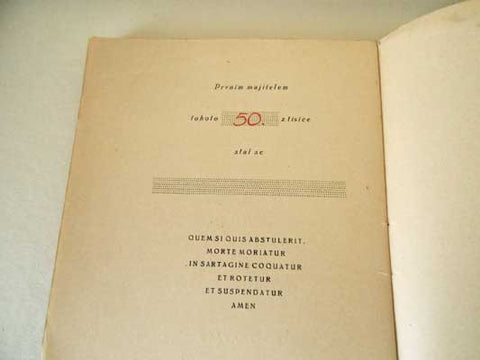 Prvním majitelem
tohoto 50. z tisíce
stal se
QUEM SI QUIS ABSTULERIT,
MORTE MORIATUR
IN SARTAGINE COQUATUR
ET ROTETUR
ET SUSPENDATUR
AMEN